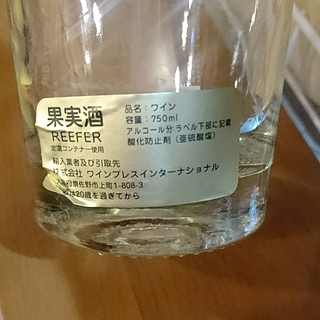 果実酒
REEFER
定温コンテナー使用
品名：ワイン
容量：750ml
アルコール分:ラベル下部に記載
酸化防止剤（亜硫酸塩）
輸入業者及び引取先
株式会社 ワインプレスインターナショナル
大阪府泉佐野市上町1-808-3
20歳を過ぎてから